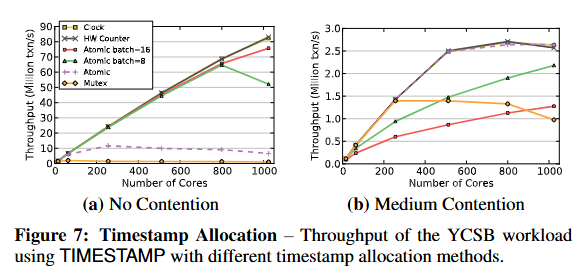 90
80
70
60
50
40
30
20
10
0
Throughput (Million txn/s)
Clock
HW Counter
Atomic batch=16
Atomic batch=8
Atomic
Mutex
0 200 400 600 800 1000
Number of Cores
(a) No Contention
3.0
2.5
2.0
1.5
1.0
0.5
0.0
Throughput (Million txn/s)
0 200 400 600 800 1000
Number of Cores
(b) Medium Contention
Figure 7: Timestamp Allocation – Throughput of the YCSB workload
using TIMESTAMP with different timestamp allocation methods.